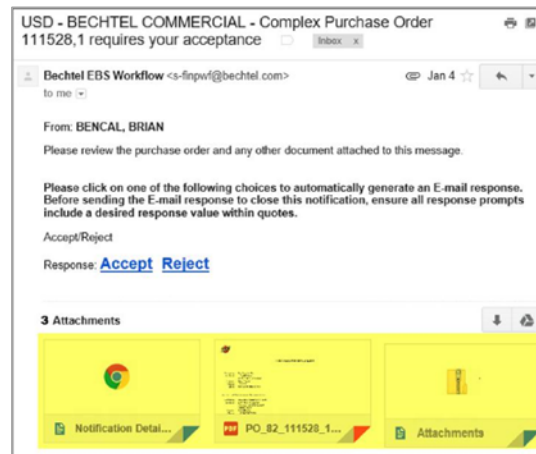 USD - BECHTEL COMMERCIAL - Complex Purchase Order
111528,1 requires your acceptance Inbox x
Bechtel EBS Workflow <s-finpwf@bechtel.com> Jan 4
to me
From: BENCAL, BRIAN
Please review the purchase order and any other document attached to this message.
Please click on one of the following choices to automatically generate an E-mail response.
Before sending the E-mail response to close this notification, ensure all response prompts
include a desired response value within quotes.
Accept/Reject
Response: Accept Reject
3 Attachments
Notification Detai... PDF PO_82_111528_1... Attachments